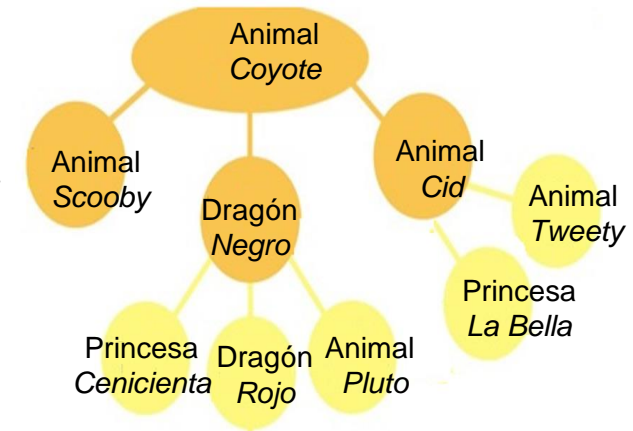 Animal
Coyote
Animal
Scooby
Dragón
Negro
Animal
Cid
Animal
Tweety
Princesa
La Bella
Princesa
Cenicienta
Dragón
Rojo
Animal
Pluto